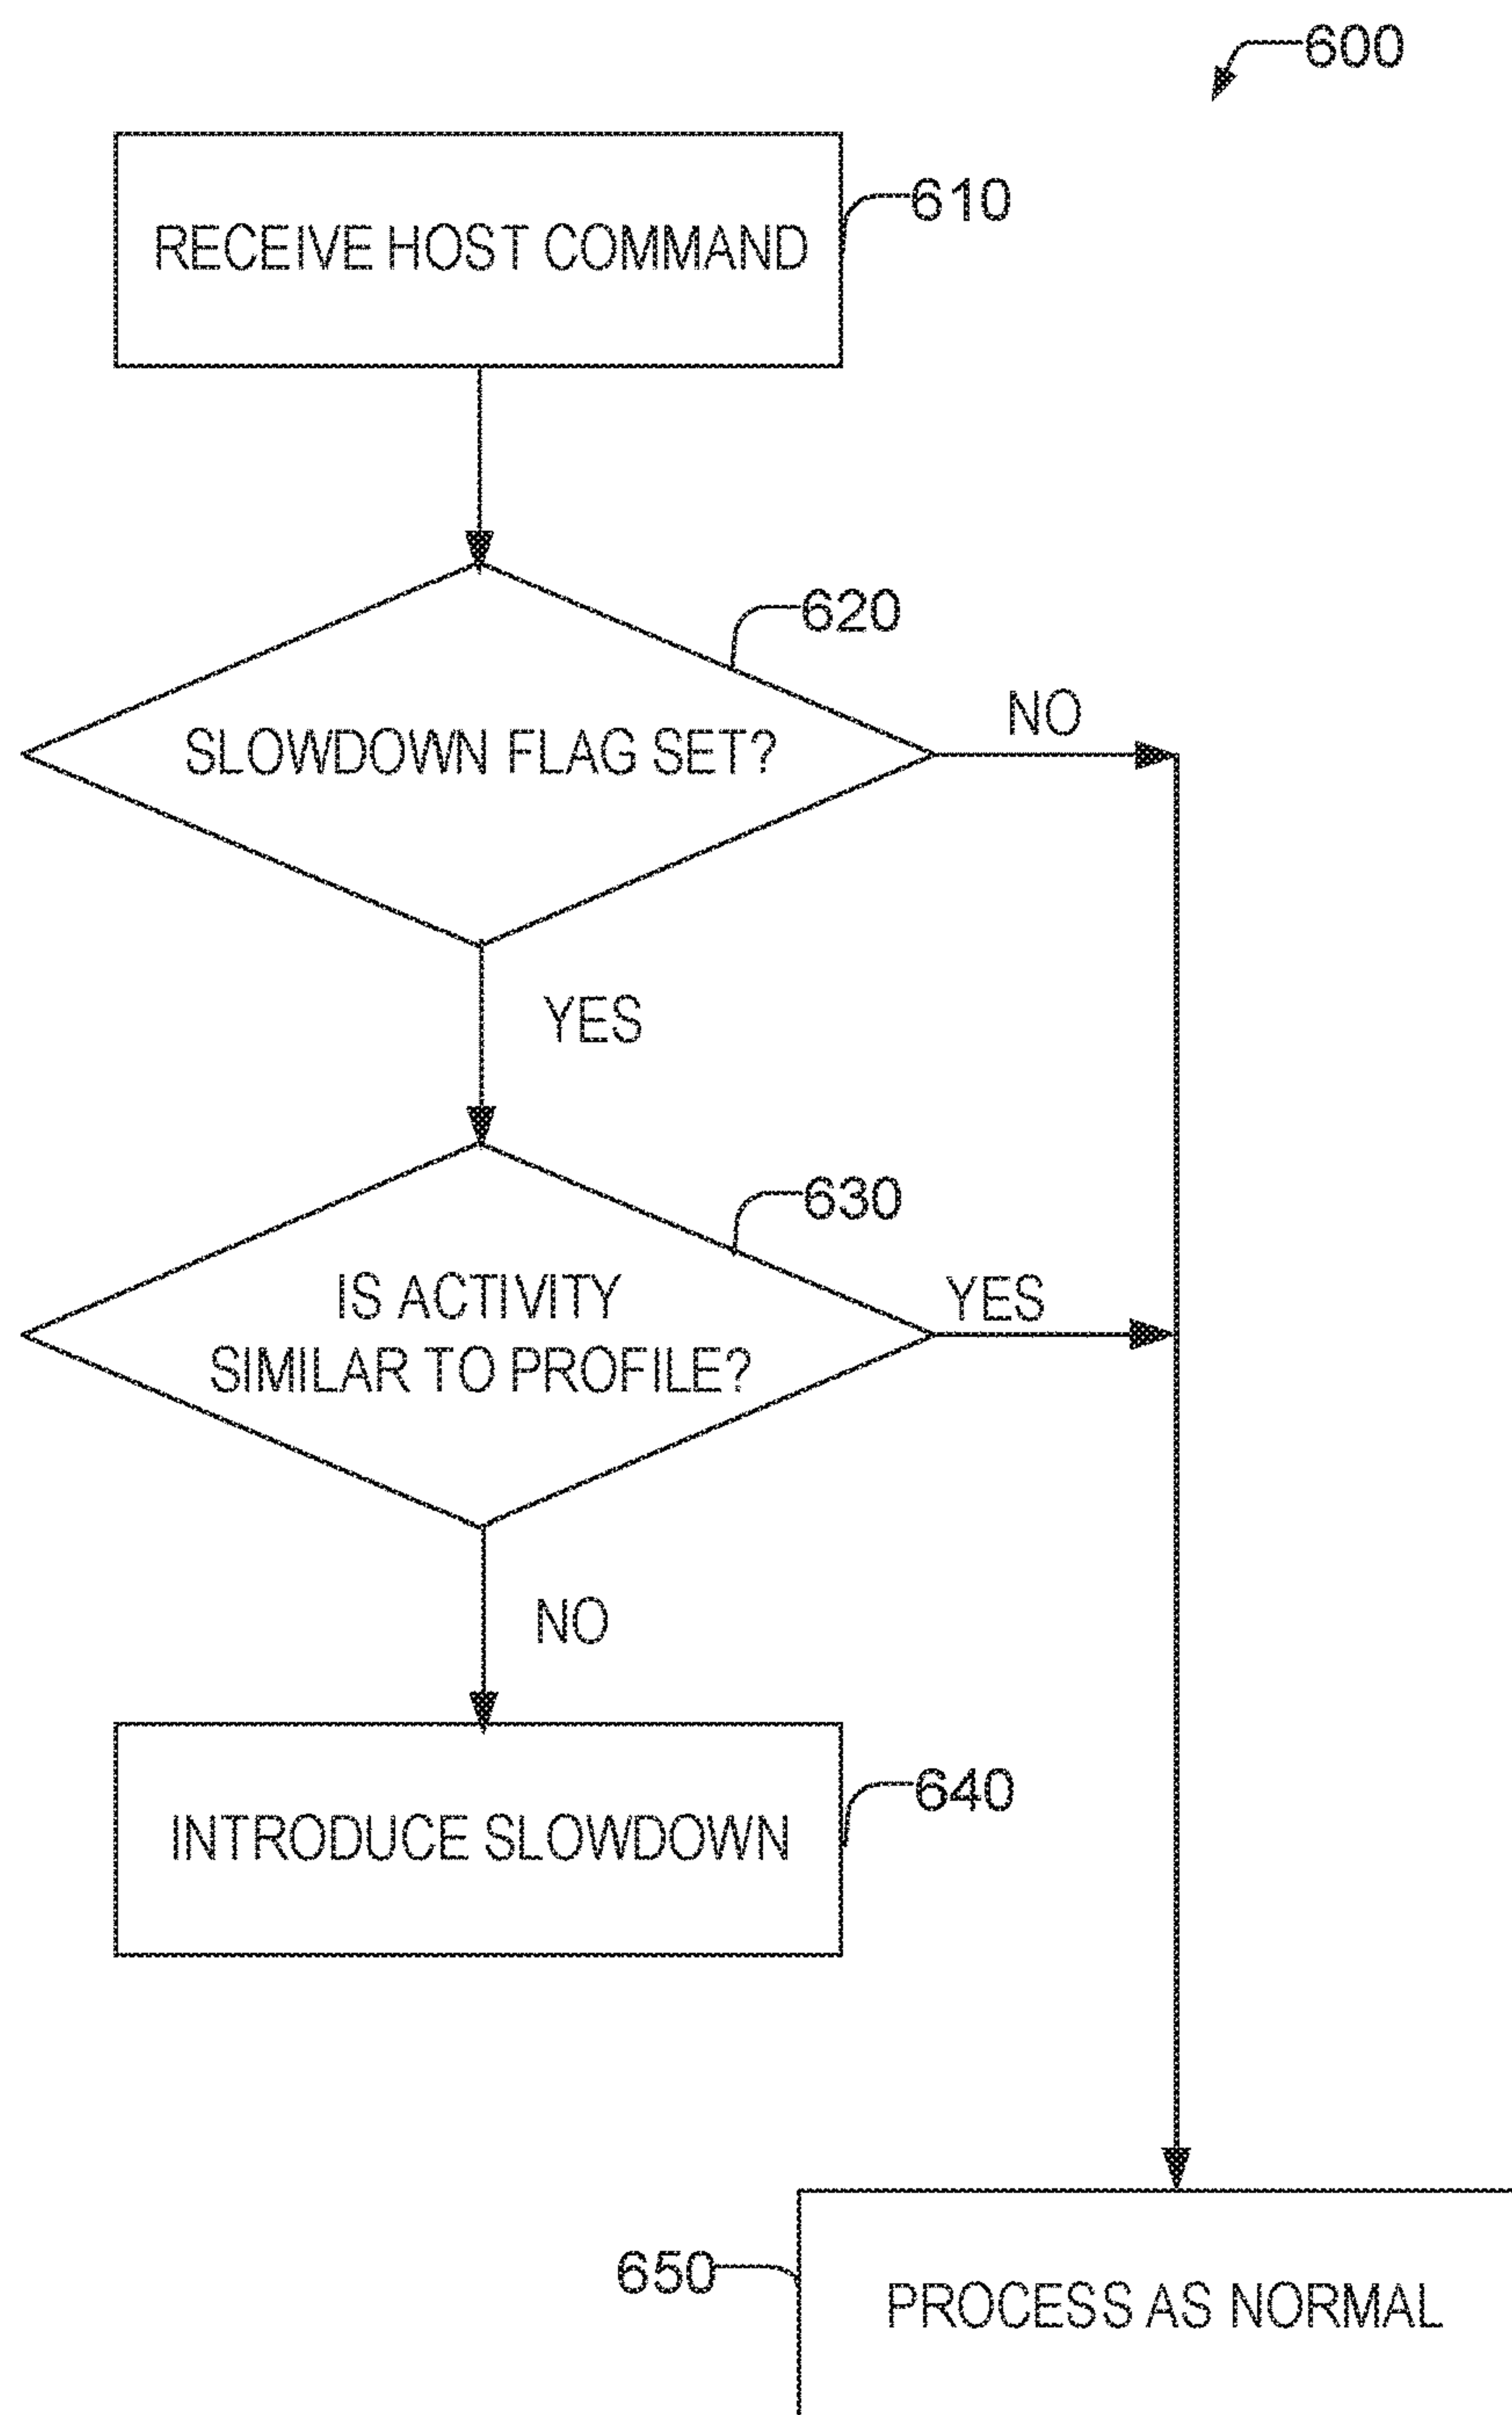 600
RECEIVE HOST COMMAND
610
620
SLOWDOWN FLAG SET?
NO
YES
630
IS ACTIVITY
SIMILAR TO PROFILE?
YES
NO
640
INTRODUCE SLOWDOWN
650
PROCESS AS NORMAL